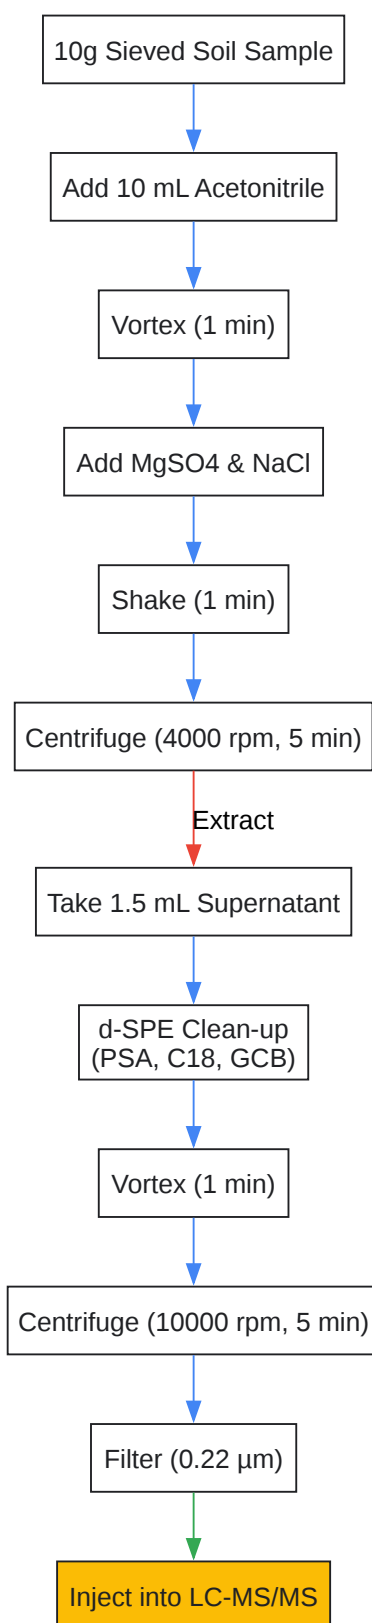 10g Sieved Soil Sample
Add 10 mL Acetonitrile
Vortex (1 min)
Add MgSO4 & NaCl
Shake (1 min)
Centrifuge (4000 rpm, 5 min)
Extract
Take 1.5 mL Supernatant
d-SPE Clean-up
(PSA, C18, GCB)
Vortex (1 min)
Centrifuge (10000 rpm, 5 min)
Filter (0.22 µm)
Inject into LC-MS/MS